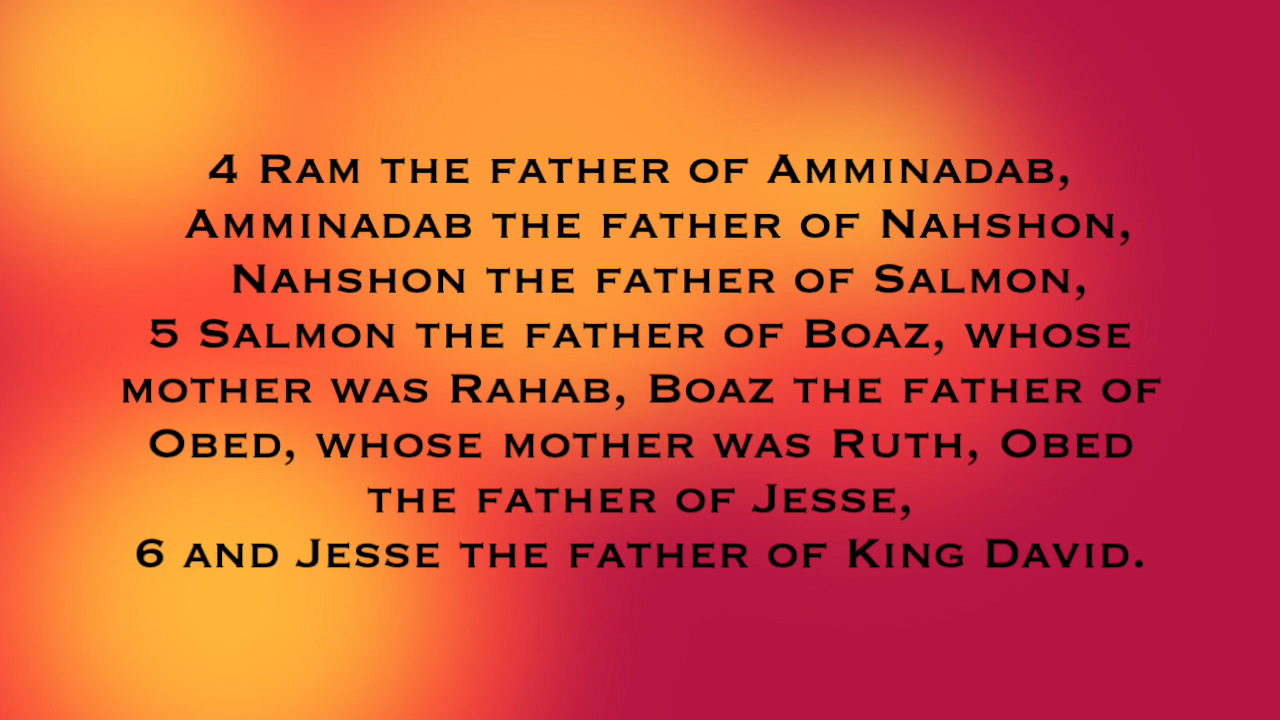 4 Ram the father of Amminadab,
Amminadab the father of Nahshon,
Nahshon the father of Salmon,
5 Salmon the father of Boaz, whose
mother was Rahab, Boaz the father of
Obed, whose mother was Ruth, Obed
the father of Jesse,
6 and Jesse the father of King David.